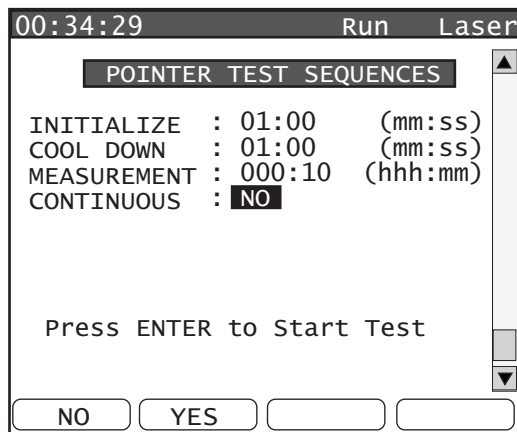 00:34:29 Run Laser
POINTER TEST SEQUENCES
INITIALIZE : 01:00 (mm:ss)
COOL DOWN : 01:00 (mm:ss)
MEASUREMENT : 000:10 (hhh:mm)
CONTINUOUS : NO
Press ENTER to Start Test
NO YES